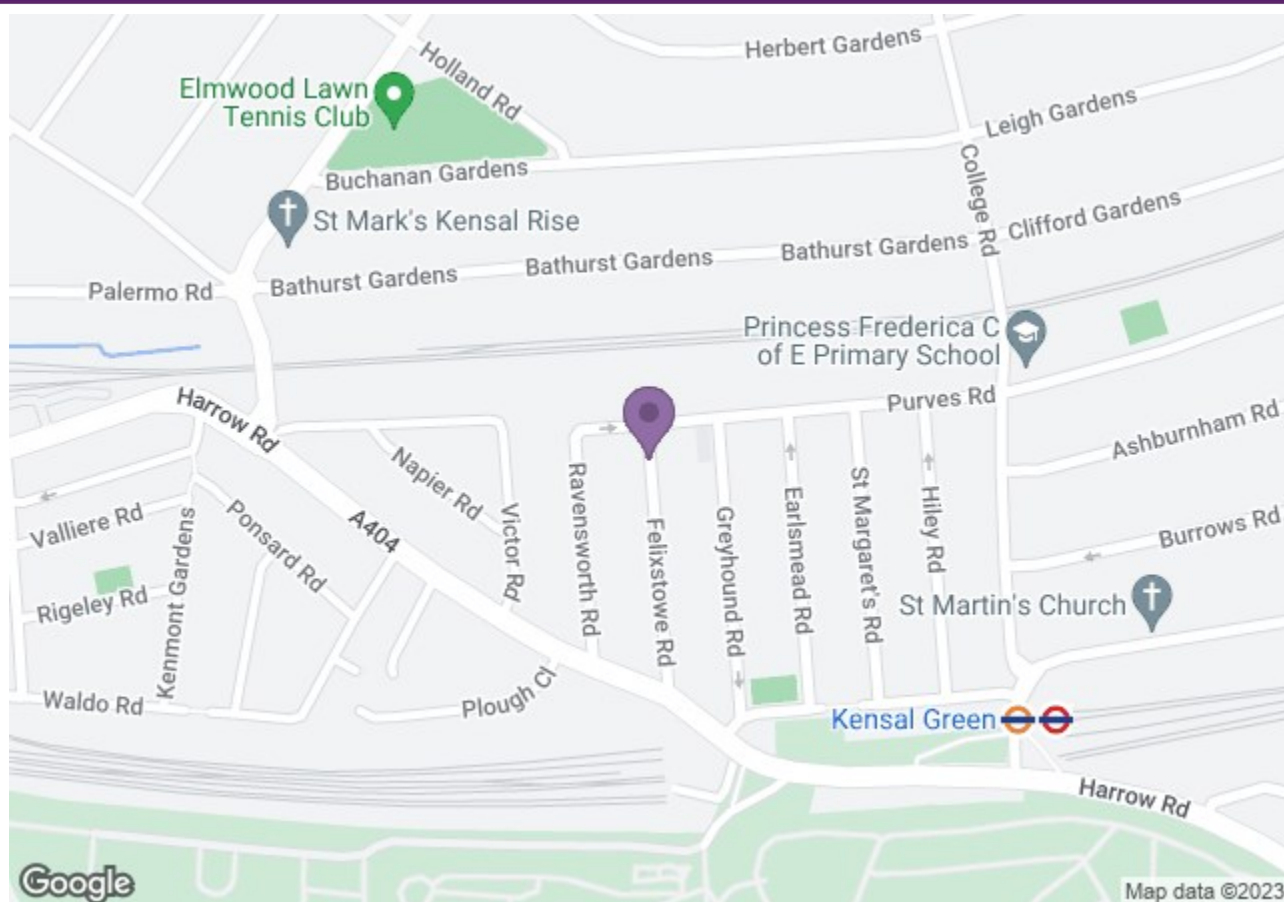 Herbert Gardens
Holland Rd
Elmwood Lawn
Tennis Club
Leigh Gardens
Buchanan Gardens
College Rd
St Mark's Kensal Rise
Clifford Gardens
Bathurst Gardens
Bathurst Gardens
Bathurst Gardens
Palermo Rd
Princess Frederica C
of E Primary School
Harrow Rd
Purves Rd
Ashburnham Rd
Napier Rd
Ravensworth Rd
Victor Rd
Felixstowe Rd
Greyhound Rd
Earlsmead Rd
St Margaret's Rd
Hiley Rd
Valliere Rd
Ponsard Rd
A404
Burrows Rd
Kenmont Gardens
Rigeley Rd
St Martin's Church
Waldo Rd
Plough Cl
Kensal Green
Harrow Rd
Google
Map data ©2023